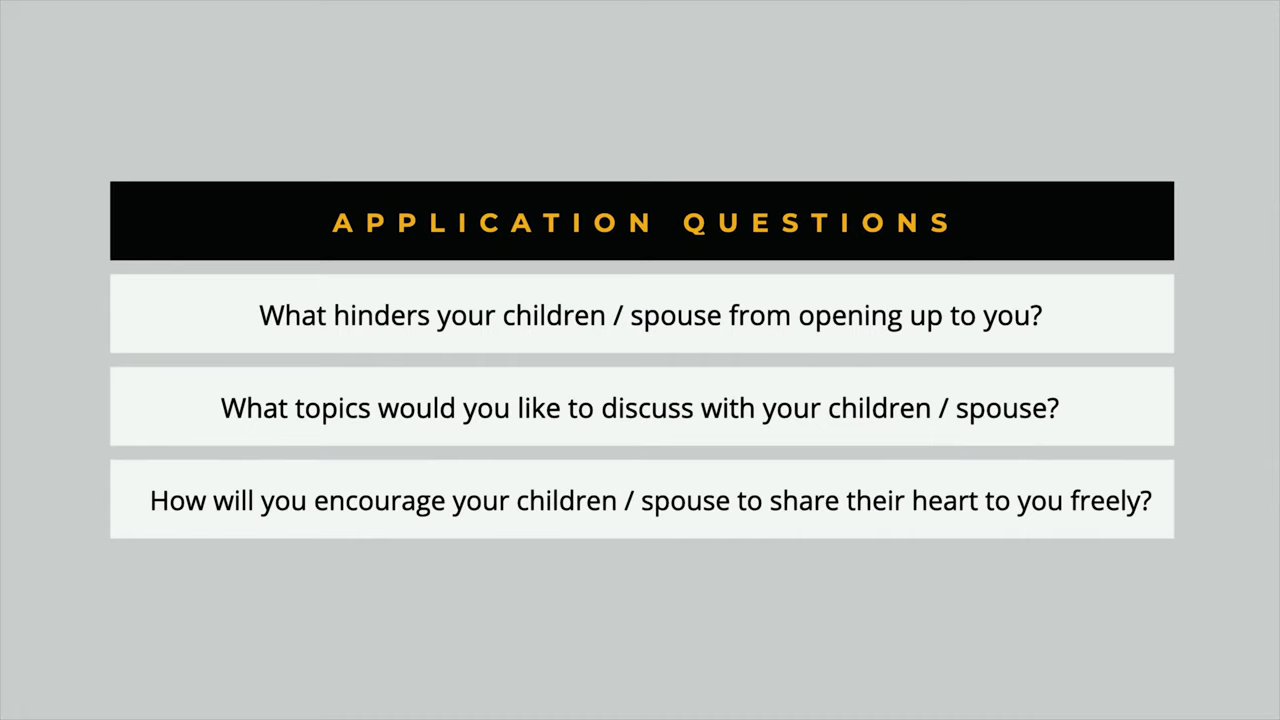 APPLICATION QUESTIONS
What hinders your children / spouse from opening up to you?
What topics would you like to discuss with your children / spouse?
How will you encourage your children / spouse to share their heart to you freely?